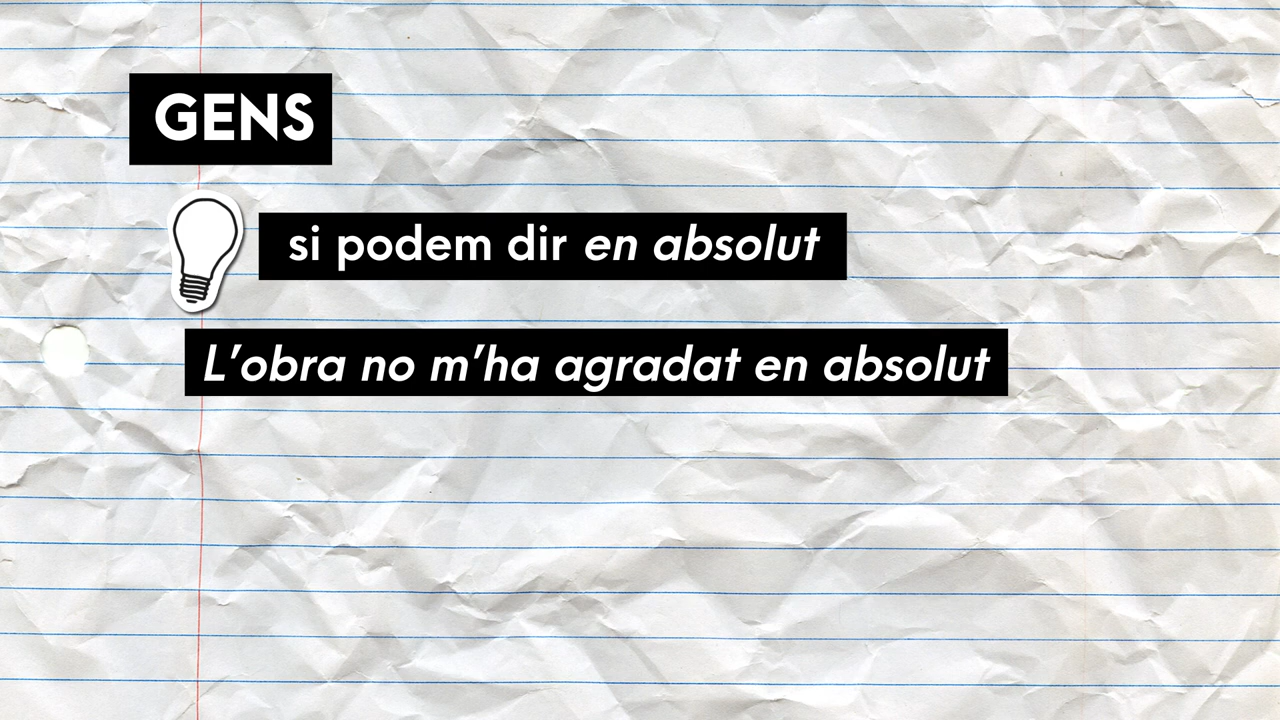 GENS
si podem dir en absolut
L’obra no m’ha agradat en absolut